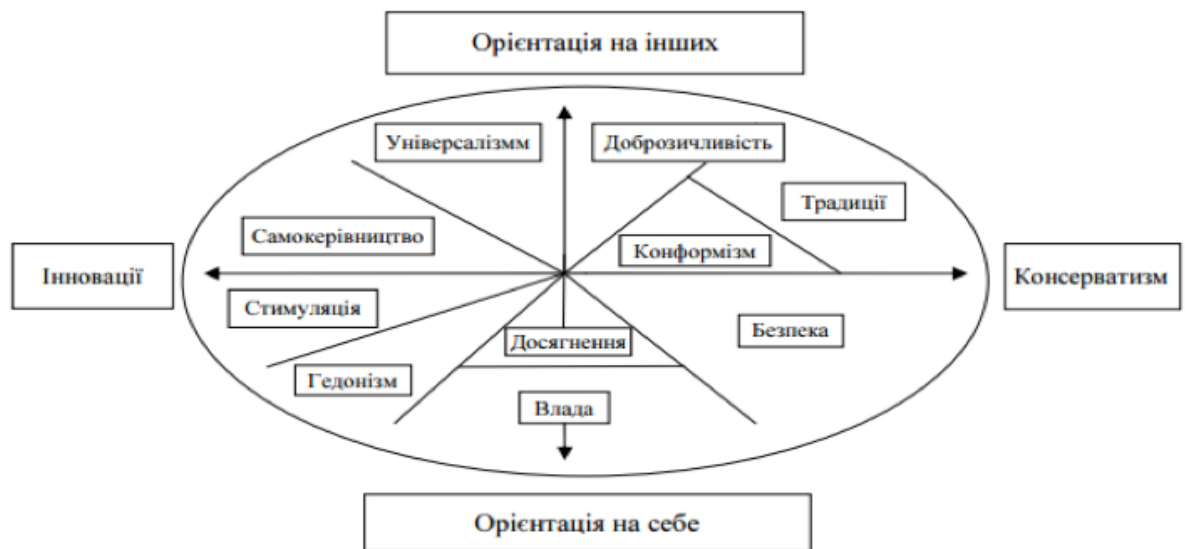 Орієнтація на інших
Універсалізмм
Доброзичливість
Традиції
Самокерівництво
Конформізм
Інновації
Консерватизм
Стимуляція
Досягнення
Безпека
Гедонізм
Влада
Орієнтація на себе